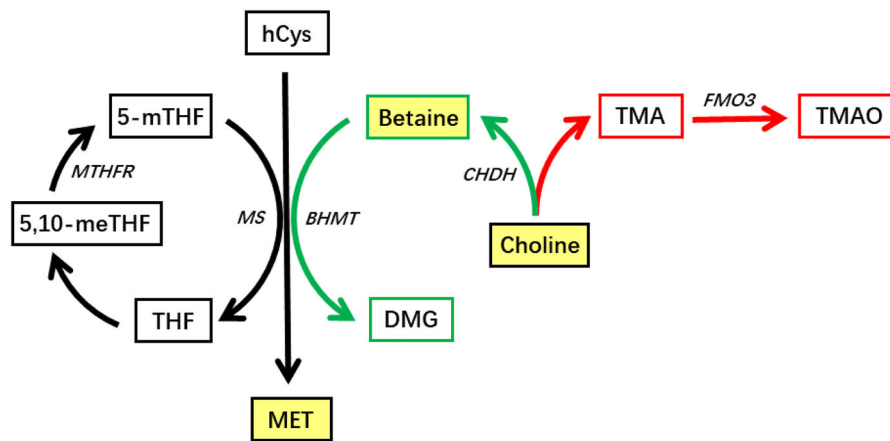 hCys
5-mTHF
Betaine
TMA
FMO3
TMAO
MTHFR
CHDH
5,10-meTHF
MS
BHMT
Choline
THF
DMG
MET